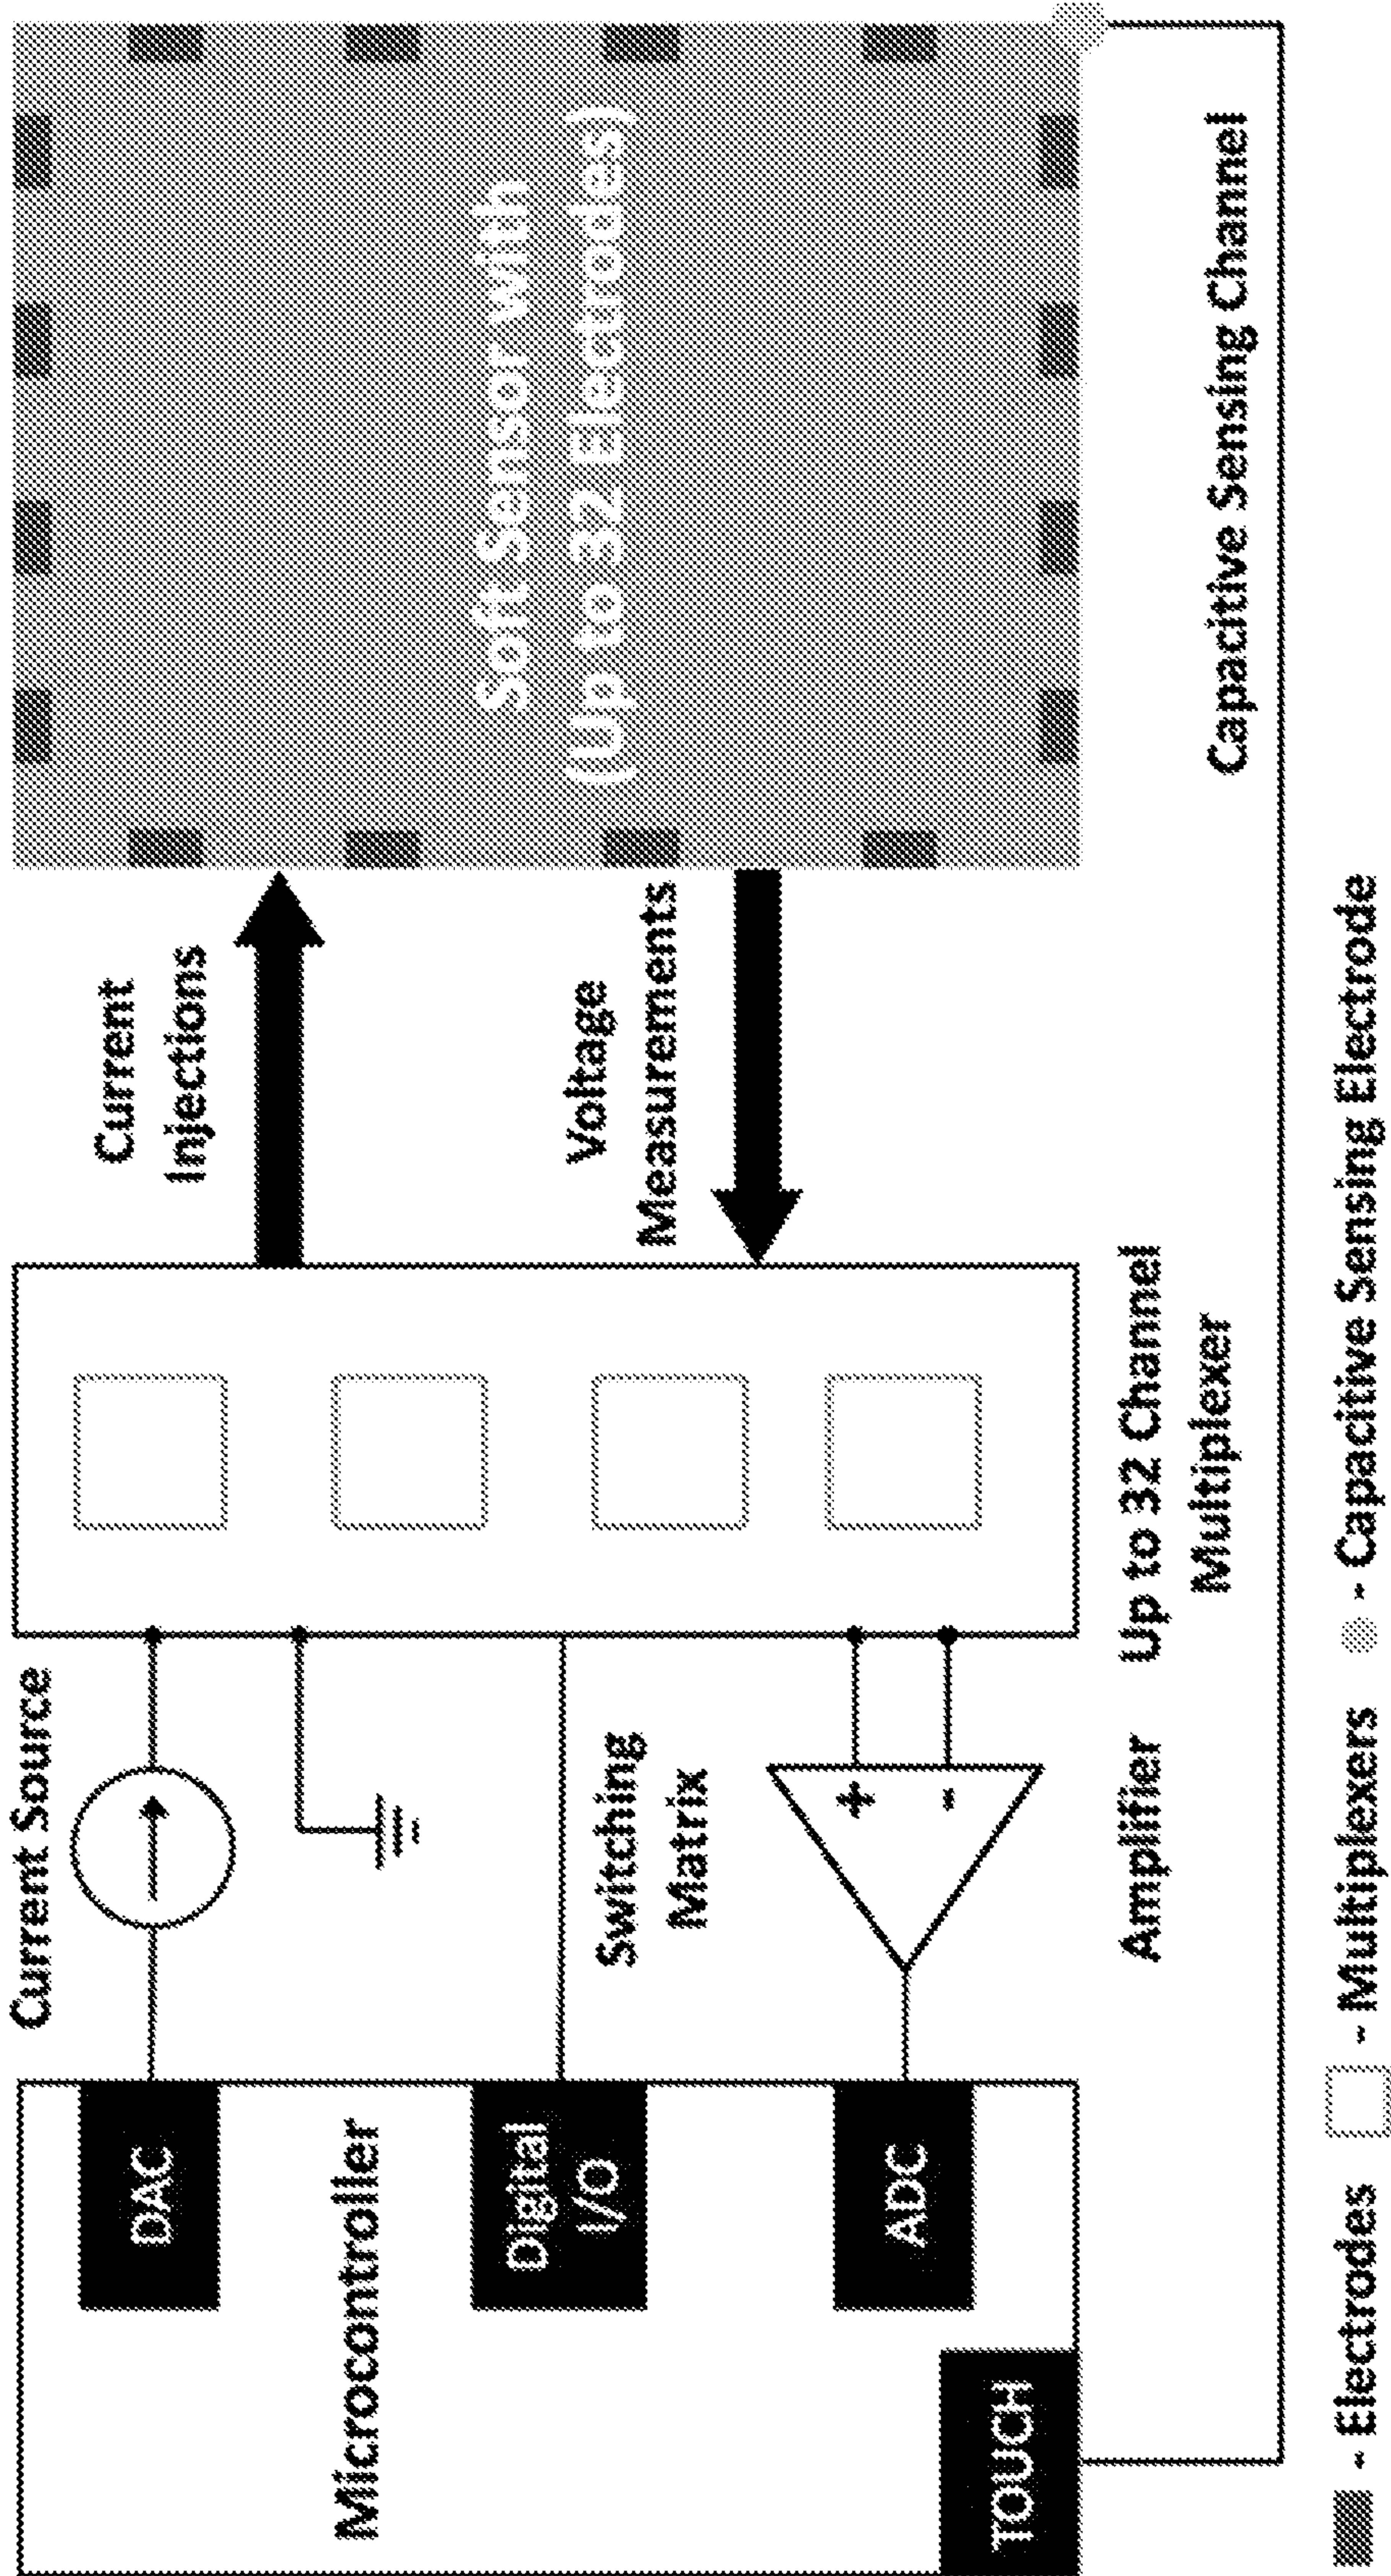 Current Source
DAC
Microcontroller
Digital
I/O
ADC
TOUCH
Switching
Matrix
+
-
Amplifier
Up to 32 Channel
Multiplexer
Current
Injections
Voltage
Measurements
Soft Sensor with
(Up to 32 Electrodes)
Capacitive Sensing Channel
- Electrodes
- Multiplexers
- Capacitive Sensing Electrode